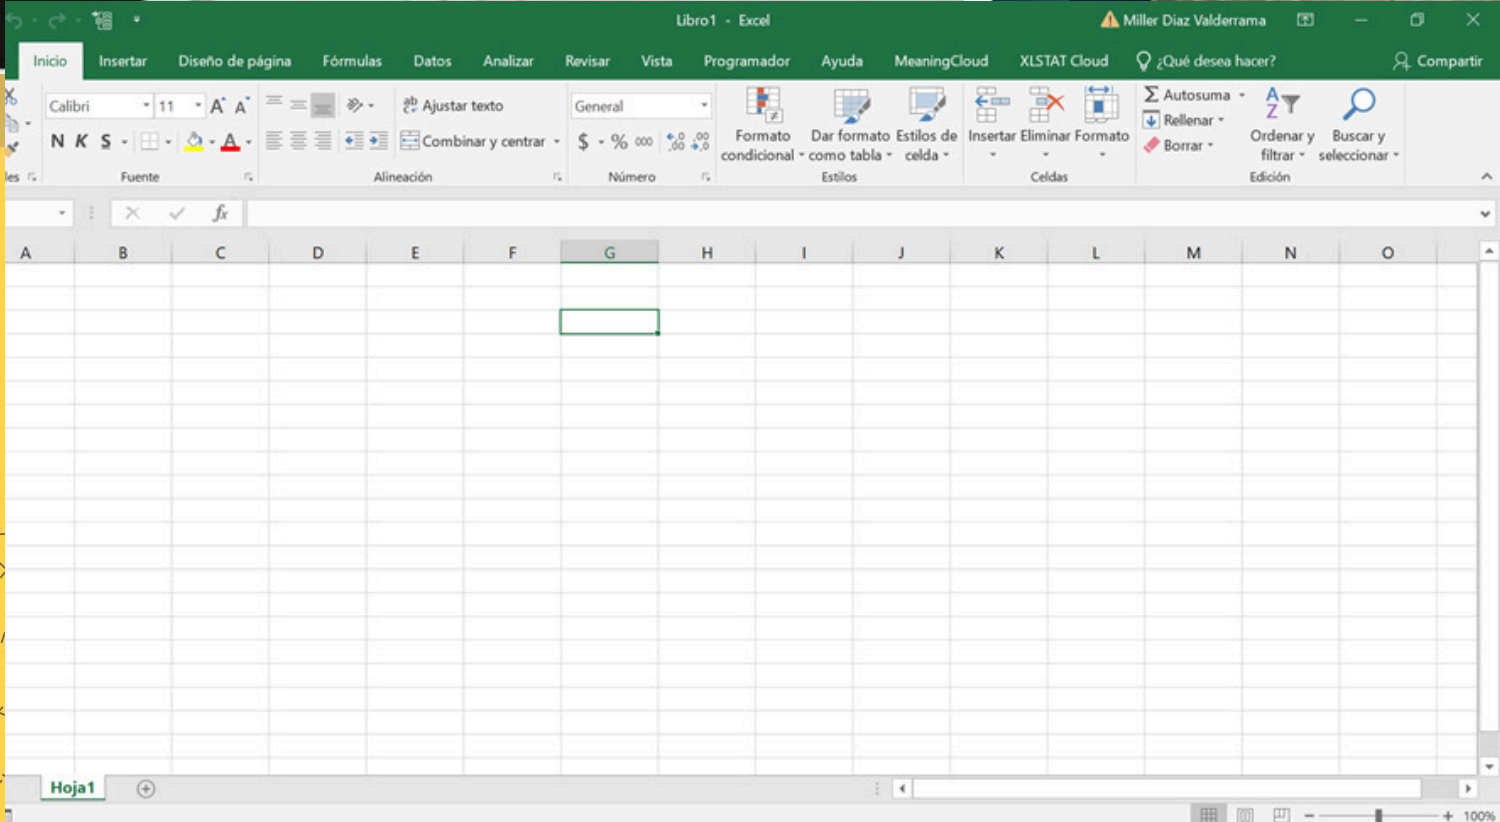 Libro1 - Excel
Miller Diaz Valderrama
Inicio Insertar Diseño de página Fórmulas Datos Analizar Revisar Vista Programador Ayuda MeaningCloud XLSTAT Cloud ¿Qué desea hacer? Compartir
Calibri 11 A A
Ajustar texto
General
N K S A
Combinar y centrar
$ % 000
Formato condicional
Dar formato como tabla
Estilos de celda
Insertar Eliminar Formato
Autosuma
Rellenar
Borrar
Ordenar y filtrar
Buscar y seleccionar
les Fuente Alineación Número Estilos Celdas Edición
fx
A B C D E F G H I J K L M N O
Hoja1
100%